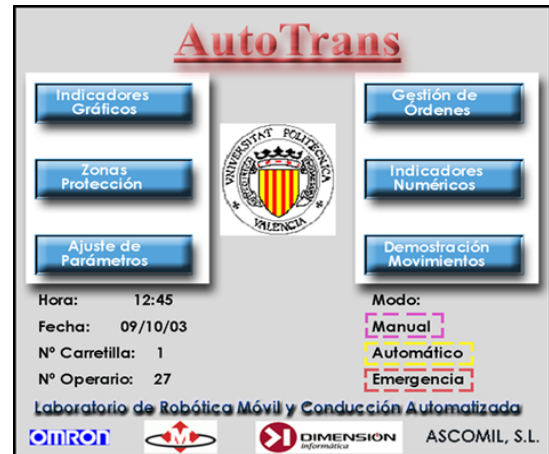 AutoTrans
Indicadores
Gráficos
Gestión de
Órdenes
UNIVERSITAT POLITECNICA
VALENCIA
Zonas
Protección
Indicadores
Numéricos
Ajuste de
Parámetros
Demostración
Movimientos
Hora: 12:45
Modo:
Fecha: 09/10/03
Manual
Nº Carretilla: 1
Automático
Nº Operario: 27
Emergencia
Laboratorio de Robótica Móvil y Conducción Automatizada
OMRON
M
DIMENSION
informática
ASCOMIL, S.L.